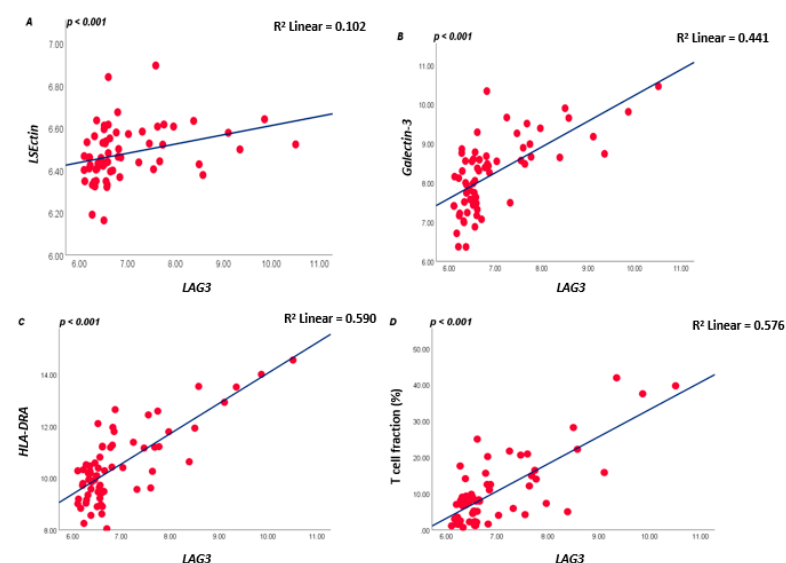 A
p < 0.001
R² Linear = 0.102
7.00
6.80
6.60
6.40
6.20
6.00
LSEctin
6.00 7.00 8.00 9.00 10.00 11.00
LAG3
B
p < 0.001
R² Linear = 0.441
11.00
10.00
9.00
8.00
7.00
6.00
Galectin-3
6.00 7.00 8.00 9.00 10.00 11.00
LAG3
C
p < 0.001
R² Linear = 0.590
14.00
12.00
10.00
8.00
HLA-DRA
6.00 7.00 8.00 9.00 10.00 11.00
LAG3
D
p < 0.001
R² Linear = 0.576
50.00
40.00
30.00
20.00
10.00
.00
T cell fraction (%)
6.00 7.00 8.00 9.00 10.00 11.00
LAG3